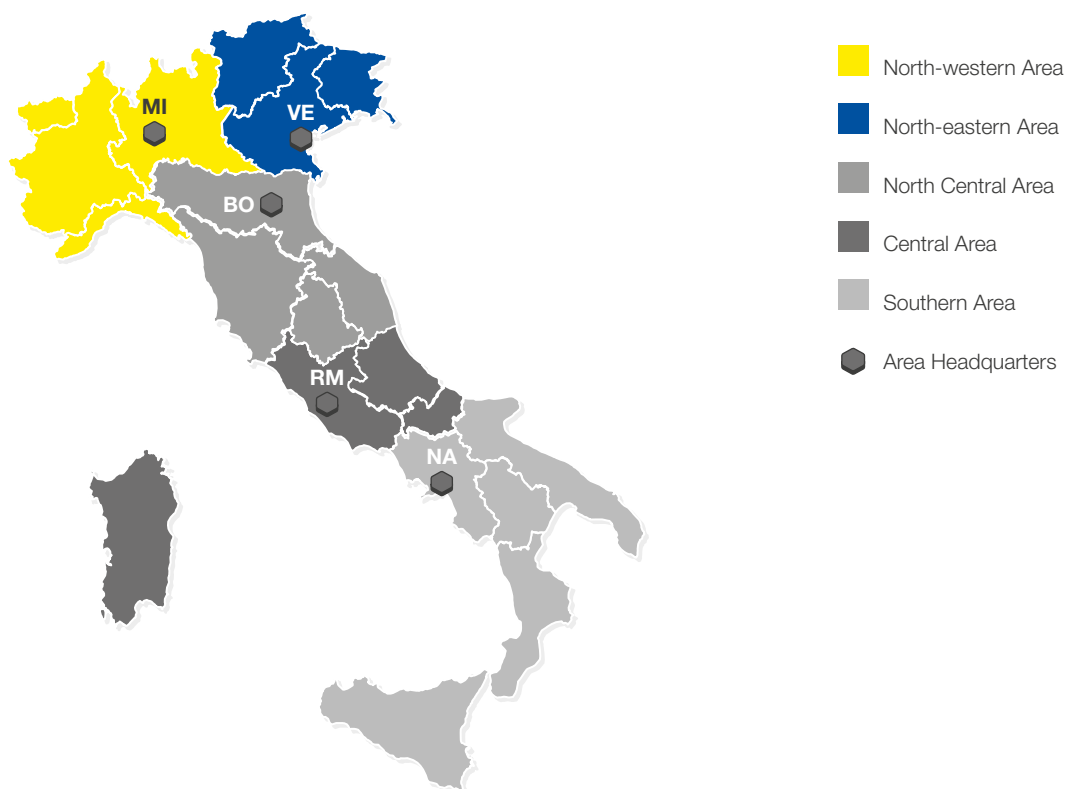 MI
VE
BO
RM
NA
North-western Area
North-eastern Area
North Central Area
Central Area
Southern Area
Area Headquarters